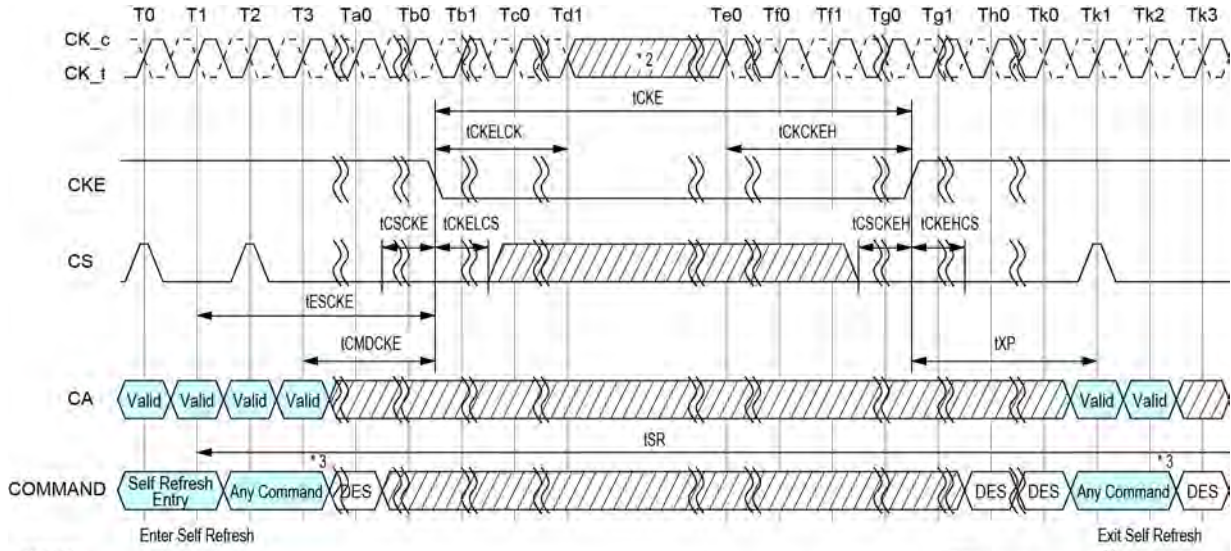 T0 T1 T2 T3 Ta0 Tb0 Tb1 Tc0 Td1 Te0 Tf0 Tf1 Tg0 Tg1 Th0 Tk0 Tk1 Tk2 Tk3
CK_c
CK_t
*2
tCKE
tCKELCK tCKCKEH
CKE
tCSCKE tCKELCS tCSCKEH tCKEHCS
CS
tESCKE
tCMDCKE tXP
CA Valid Valid Valid Valid Valid Valid
tSR
*3 *3
COMMAND Self Refresh Entry Any Command DES DES DES Any Command DES
Enter Self Refresh Exit Self Refresh